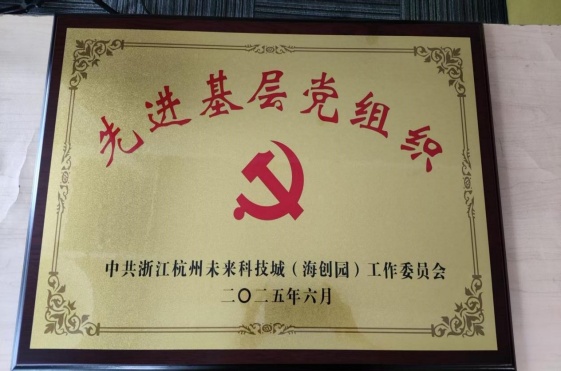 先进基层党组织
中共浙江杭州未来科技城（海创园）工作委员会
二〇二五年六月